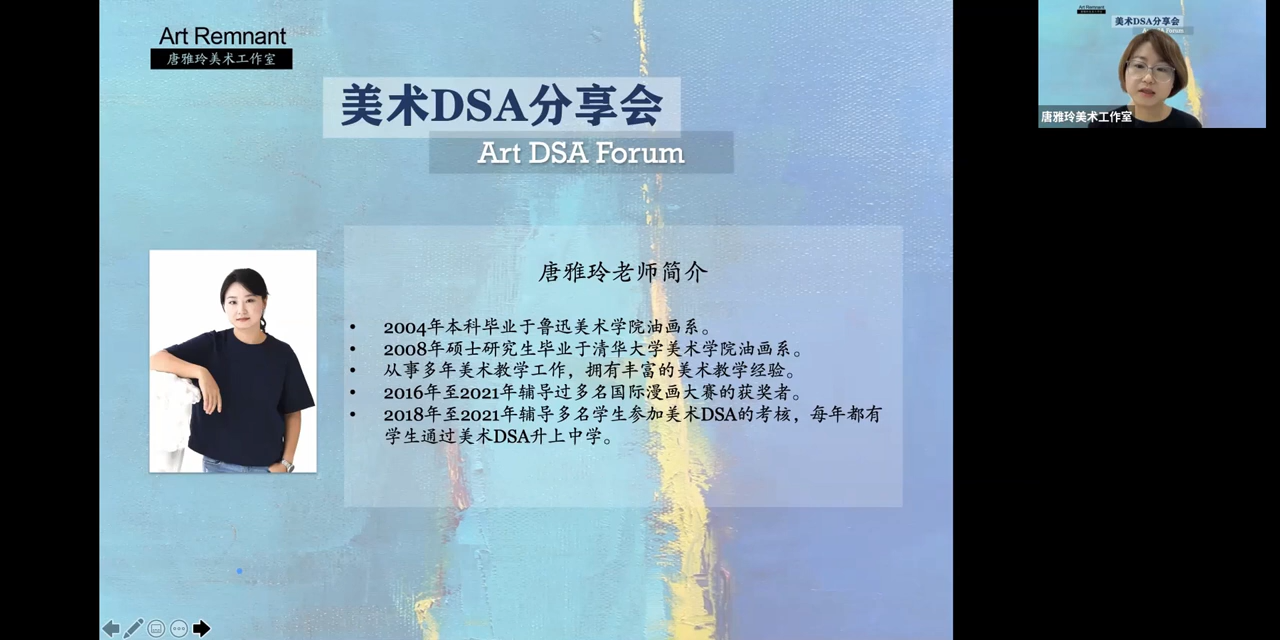 Art Remnant
唐雅玲美术工作室
美术DSA分享会
Art DSA Forum
唐雅玲老师简介
• 2004年本科毕业于鲁迅美术学院油画系。
• 2008年硕士研究生毕业于清华大学美术学院油画系。
• 从事多年美术教学工作，拥有丰富的美术教学经验。
• 2016年至2021年辅导过多名国际漫画大赛的获奖者。
• 2018年至2021年辅导多名学生参加美术DSA的考核，每年都有
学生通过美术DSA升上中学。
Art Remnant
美术DSA分享会
唐雅玲美术工作室